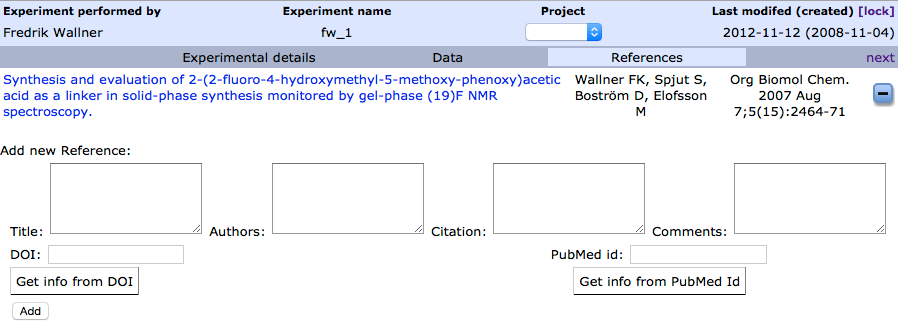 Experiment performed by Experiment name Project Last modifed (created) [lock]
Fredrik Wallner fw_1 2012-11-12 (2008-11-04)
Experimental details Data References next
Synthesis and evaluation of 2-(2-fluoro-4-hydroxymethyl-5-methoxy-phenoxy)acetic
acid as a linker in solid-phase synthesis monitored by gel-phase (19)F NMR
spectroscopy.
Wallner FK, Spjut S,
Boström D, Elofsson
M
Org Biomol Chem.
2007 Aug
7;5(15):2464-71
Add new Reference:
Title: Authors: Citation: Comments:
DOI: PubMed id:
Get info from DOI Get info from PubMed Id
Add